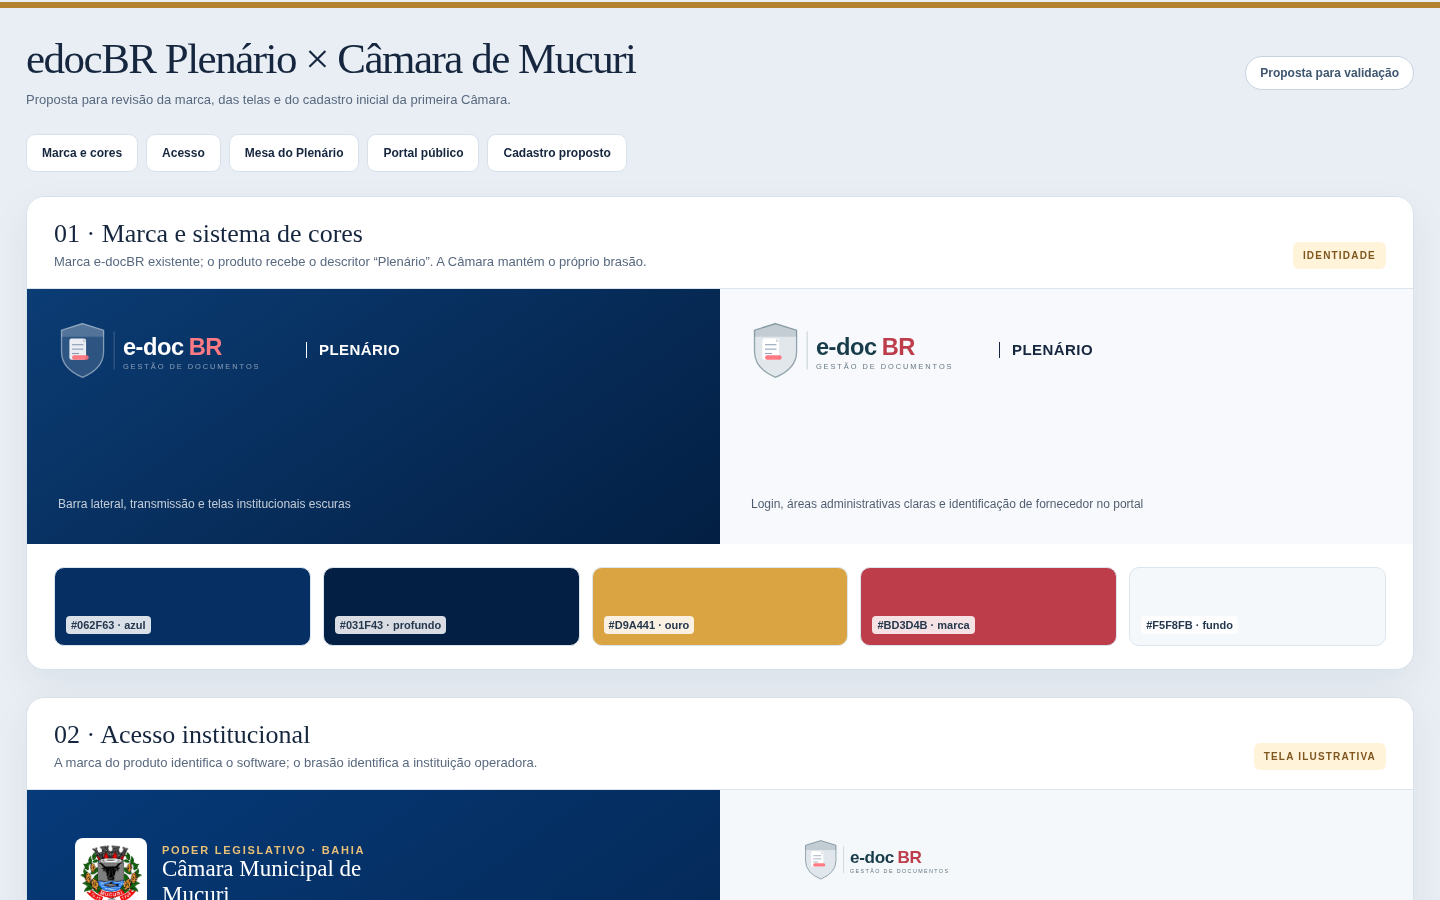 edocBR Plenário × Câmara de Mucuri
Proposta para revisão da marca, das telas e do cadastro inicial da primeira Câmara.
Proposta para validação
Marca e cores
Acesso
Mesa do Plenário
Portal público
Cadastro proposto
01 · Marca e sistema de cores
Marca e-docBR existente; o produto recebe o descritor “Plenário”. A Câmara mantém o próprio brasão.
IDENTIDADE
e-doc BR
GESTÃO DE DOCUMENTOS
PLENÁRIO
Barra lateral, transmissão e telas institucionais escuras
e-doc BR
GESTÃO DE DOCUMENTOS
PLENÁRIO
Login, áreas administrativas claras e identificação de fornecedor no portal
#062F63 · azul
#031F43 · profundo
#D9A441 · ouro
#BD3D4B · marca
#F5F8FB · fundo
02 · Acesso institucional
A marca do produto identifica o software; o brasão identifica a instituição operadora.
TELA ILUSTRATIVA
PODER LEGISLATIVO · BAHIA
Câmara Municipal de
Mucuri
MUCURI
e-doc BR
GESTÃO DE DOCUMENTOS